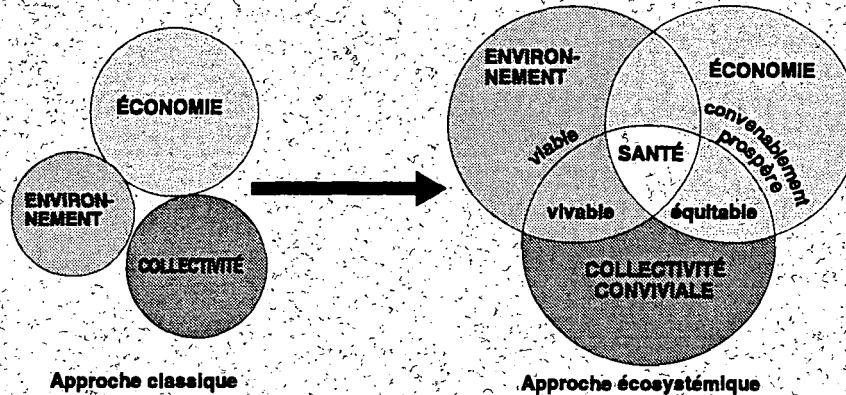 ÉCONOMIE
ENVIRON-
NEMENT
COLLECTIVITÉ
Approche classique
ENVIRON-
NEMENT
ÉCONOMIE
viable
convenablement
prospère
SANTÉ
vivable
équitable
COLLECTIVITÉ
CONVIVIALE
Approche écosystémique